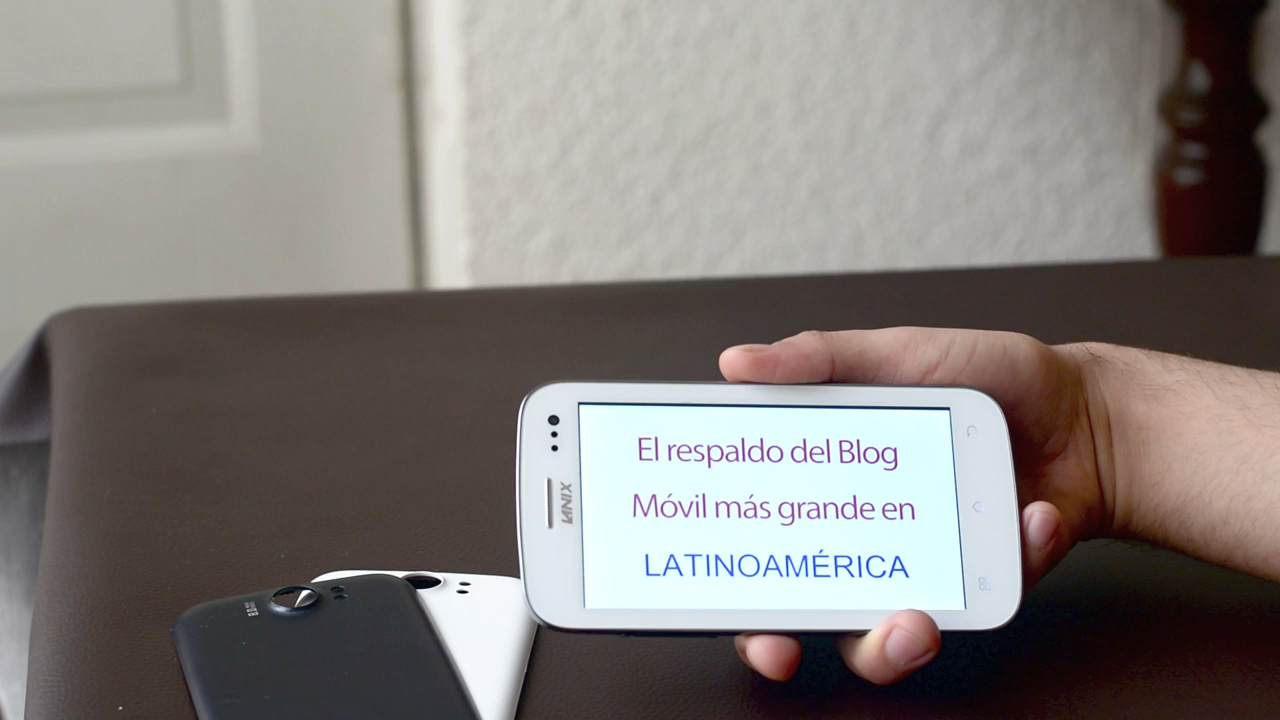 El respaldo del Blog
Móvil más grande en
LATINOAMÉRICA
LANIX